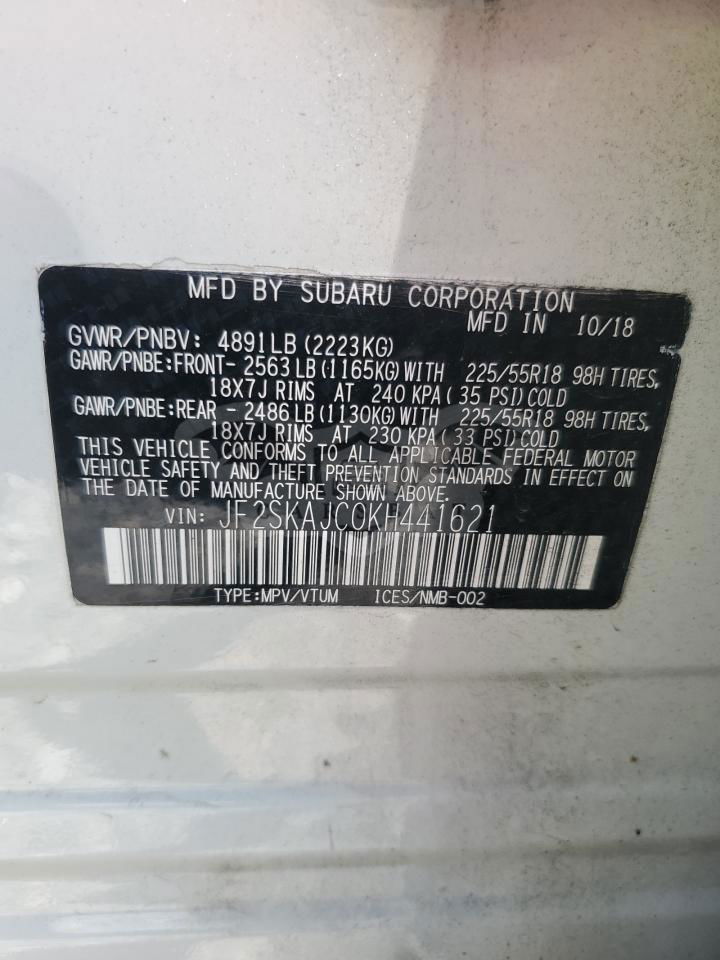 MFD BY SUBARU CORPORATION
MFD IN 10/18
GVWR/PNBV: 4891LB (2223KG)
GAWR/PNBE:FRONT- 2563LB (1165KG) WITH 225/55R18 98H TIRES,
18X7J RIMS AT 240 KPA ( 35 PSI) COLD
GAWR/PNBE:REAR - 2486LB (1130KG) WITH 225/55R18 98H TIRES,
18X7J RIMS AT 230 KPA ( 33 PSI) COLD
THIS VEHICLE CONFORMS TO ALL APPLICABLE FEDERAL MOTOR
VEHICLE SAFETY AND THEFT PREVENTION STANDARDS IN EFFECT ON
THE DATE OF MANUFACTURE SHOWN ABOVE.
VIN: JF2SKAJC0KH441621
TYPE:MPV/VTUM ICES/NMB-002